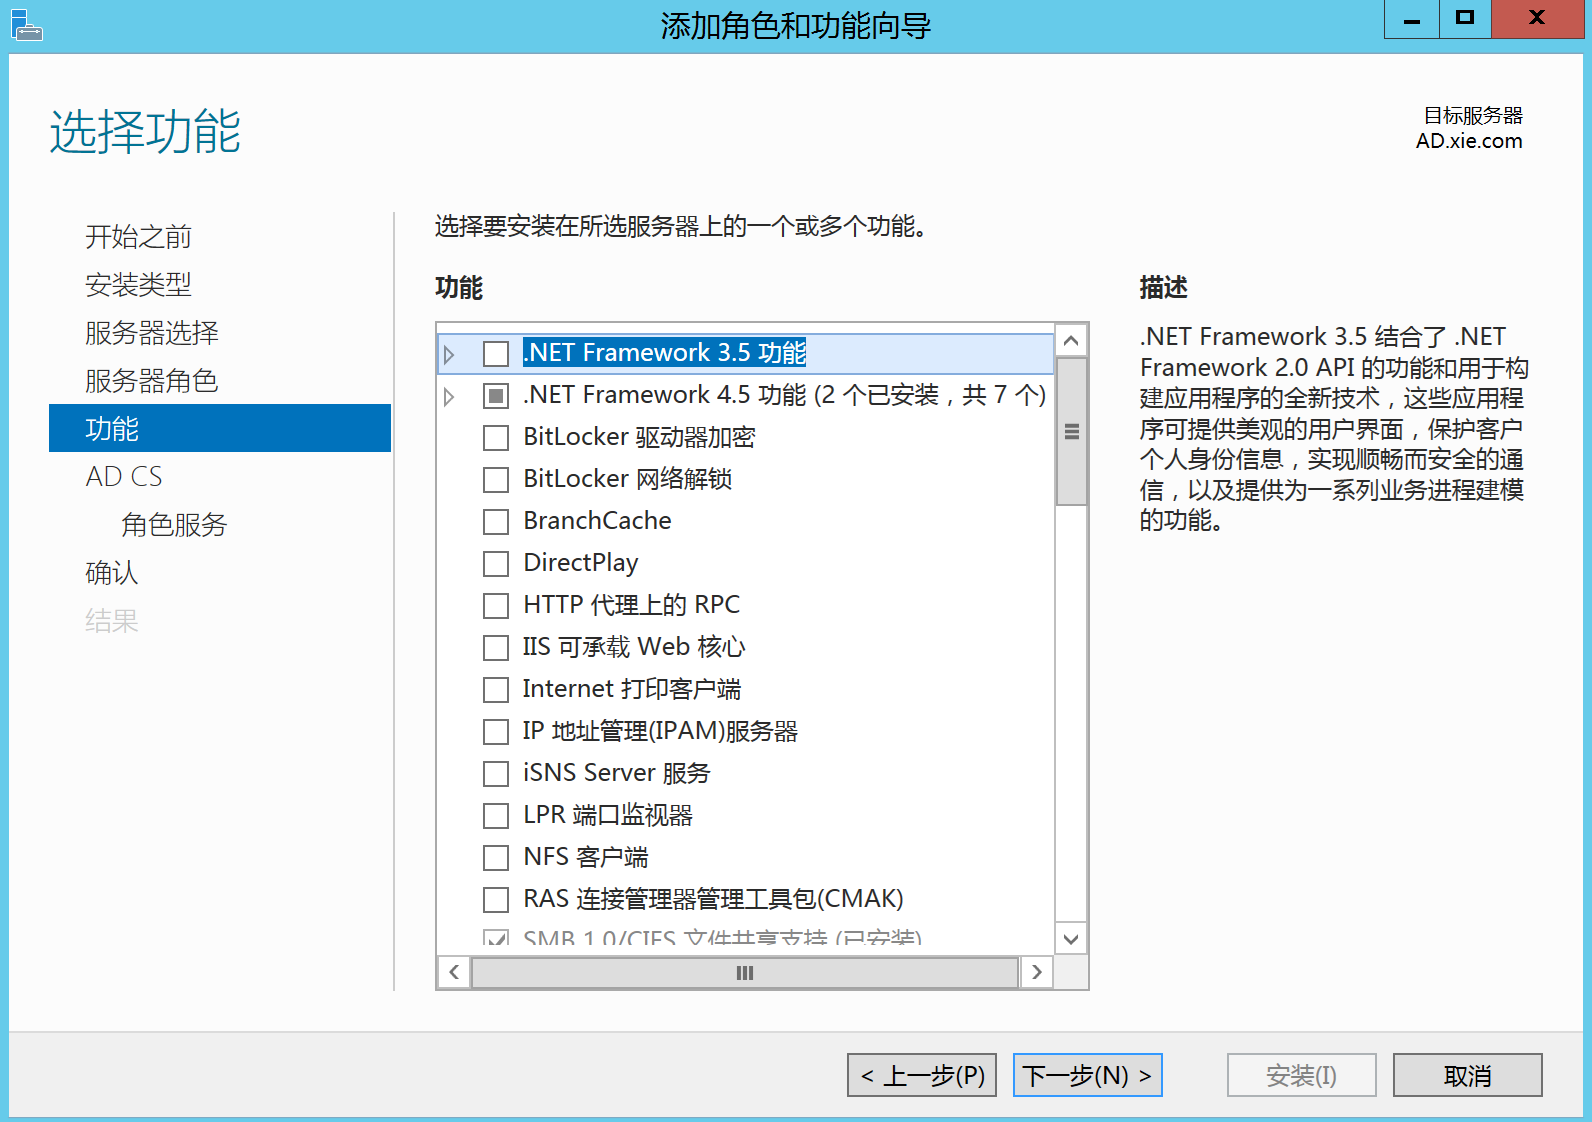 添加角色和功能向导
选择功能
目标服务器
AD.xie.com
开始之前
安装类型
服务器选择
服务器角色
功能
AD CS
角色服务
确认
结果
选择要安装在所选服务器上的一个或多个功能。
功能
.NET Framework 3.5 功能
.NET Framework 4.5 功能 (2 个已安装，共 7 个)
BitLocker 驱动器加密
BitLocker 网络解锁
BranchCache
DirectPlay
HTTP 代理上的 RPC
IIS 可承载 Web 核心
Internet 打印客户端
IP 地址管理(IPAM)服务器
iSNS Server 服务
LPR 端口监视器
NFS 客户端
RAS 连接管理器管理工具包(CMAK)
SMB 1.0/CIFS 文件共享支持 (已安装)
描述
.NET Framework 3.5 结合了 .NET
Framework 2.0 API 的功能和用于构
建应用程序的全新技术，这些应用程
序可提供美观的用户界面，保护客户
个人身份信息，实现顺畅而安全的通
信，以及提供为一系列业务进程建模
的功能。
< 上一步(P)
下一步(N) >
安装(I)
取消